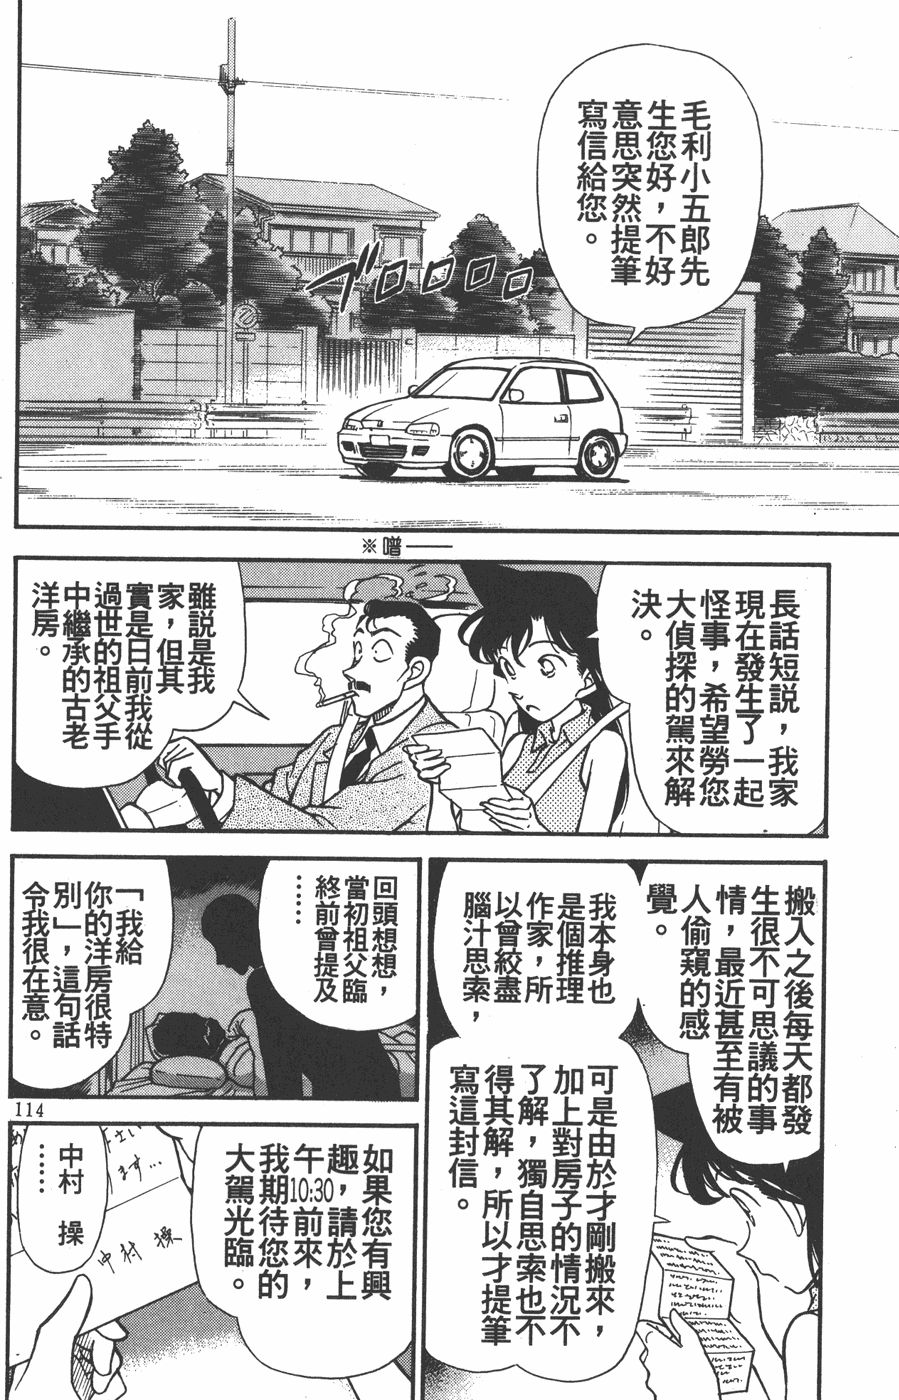 毛利小五郎先
生您好，不好
意思突然提筆
寫信給您。
ブロロロロ
※噌——
長話短說，我家
現在發生了一起
怪事，希望勞您
大偵探的駕來解
決。
雖說是我
家，但其
實是日前我從
過世的祖父手
中繼承的古老
洋房。
搬入之後每天都發
生很不可思議的事
情，最近甚至有被
人偷窺的感
覺。
我本身也
是個推理
作家，所
以曾絞盡
腦汁思索，
可是由於才剛搬來，
加上對房子的情況不
了解，獨自思索也不
得其解，所以才提筆
寫這封信。
回頭想想，
當初祖父臨
終前曾提及
……
「我給
你的洋房很特
別」，這句話
令我很在意。
114
如果您有興
趣，請於上
午10:30前來，
我期待您的
大駕光臨。
中村 操
……
ます…
中村 操